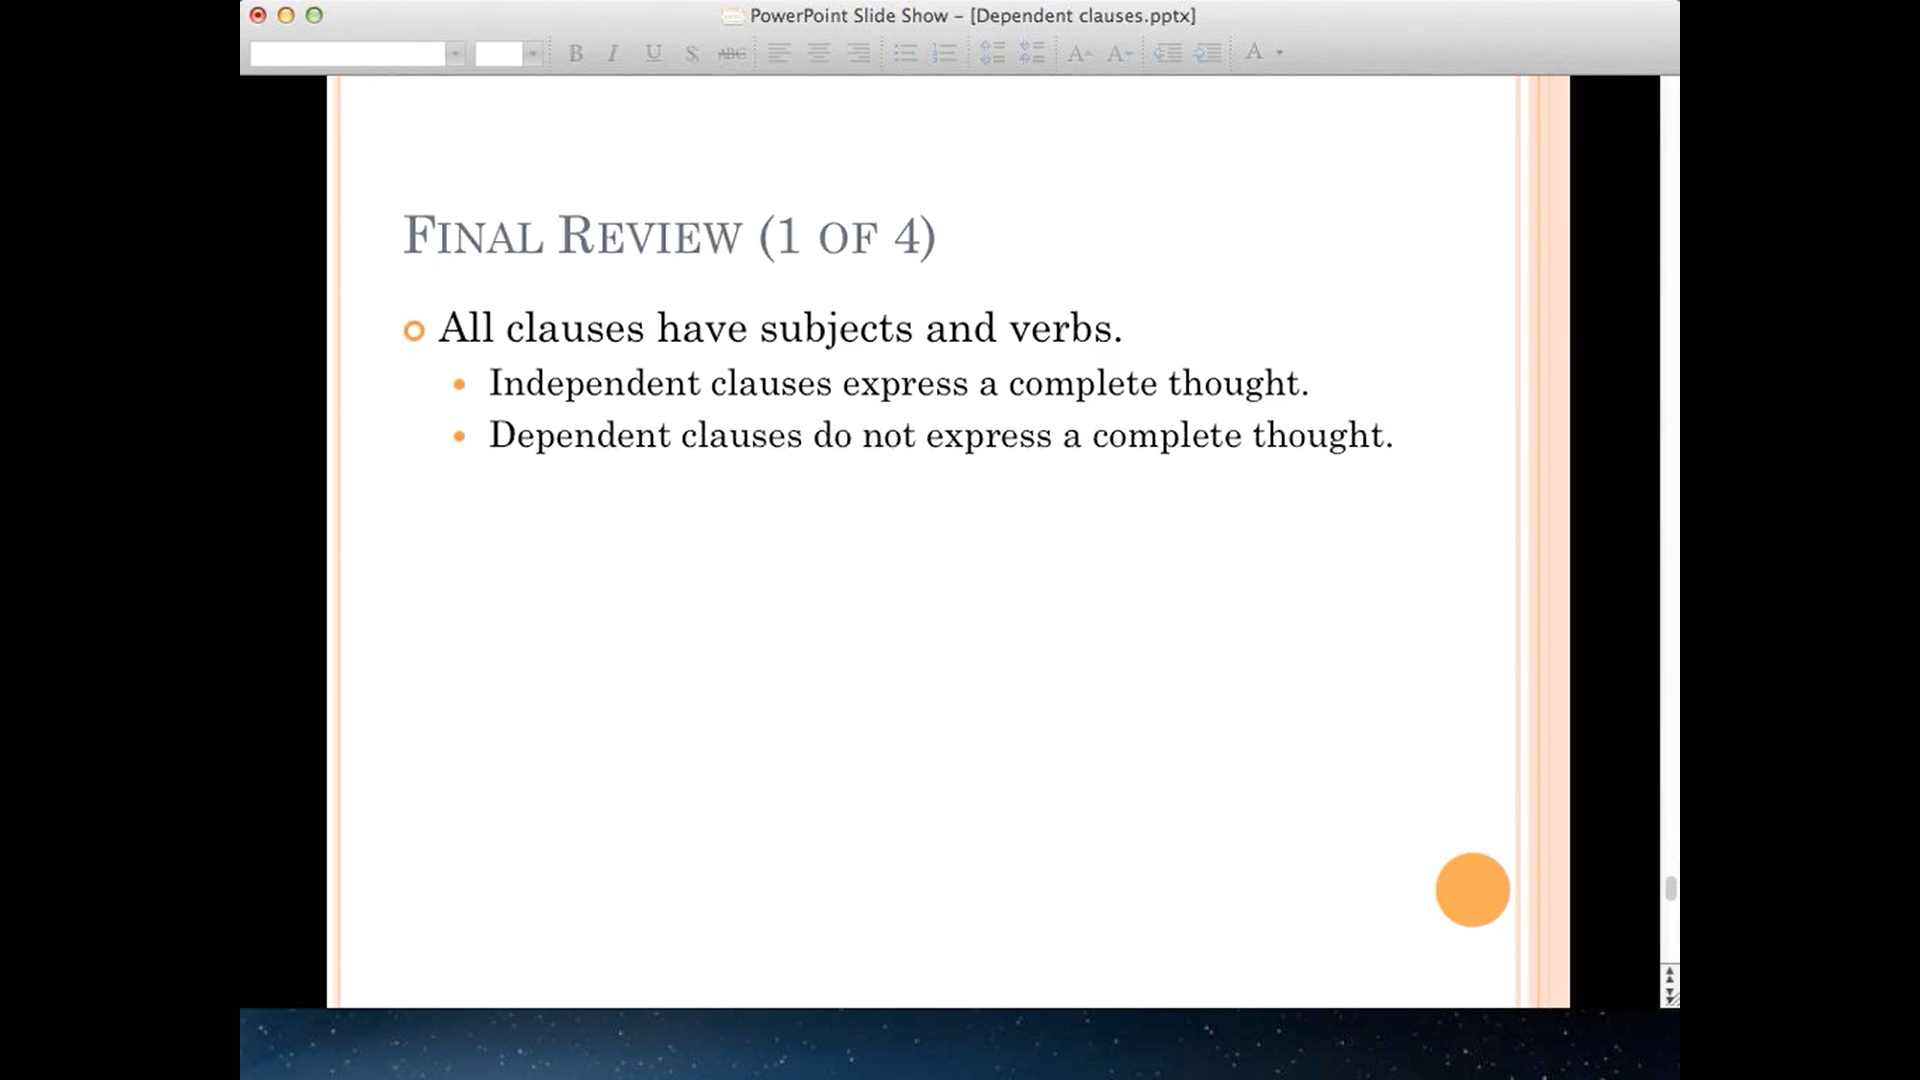 PowerPoint Slide Show – [Dependent clauses.pptx]
B I U S ABC A A A
FINAL REVIEW (1 OF 4)
All clauses have subjects and verbs.
Independent clauses express a complete thought.
Dependent clauses do not express a complete thought.